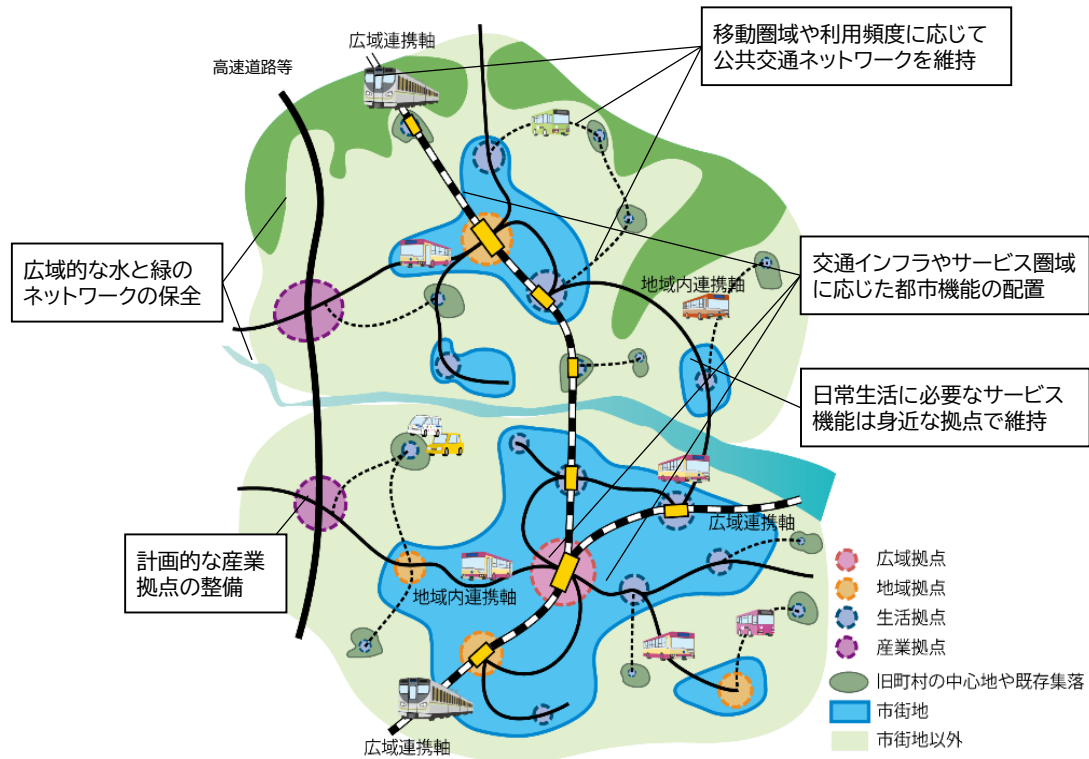 広域連携軸
高速道路等
移動圏域や利用頻度に応じて
公共交通ネットワークを維持
広域的な水と緑の
ネットワークの保全
交通インフラやサービス圏域
に応じた都市機能の配置
地域内連携軸
日常生活に必要なサービス
機能は身近な拠点で維持
広域連携軸
計画的な産業
拠点の整備
地域内連携軸
広域連携軸
広域拠点
地域拠点
生活拠点
産業拠点
旧町村の中心地や既存集落
市街地
市街地以外